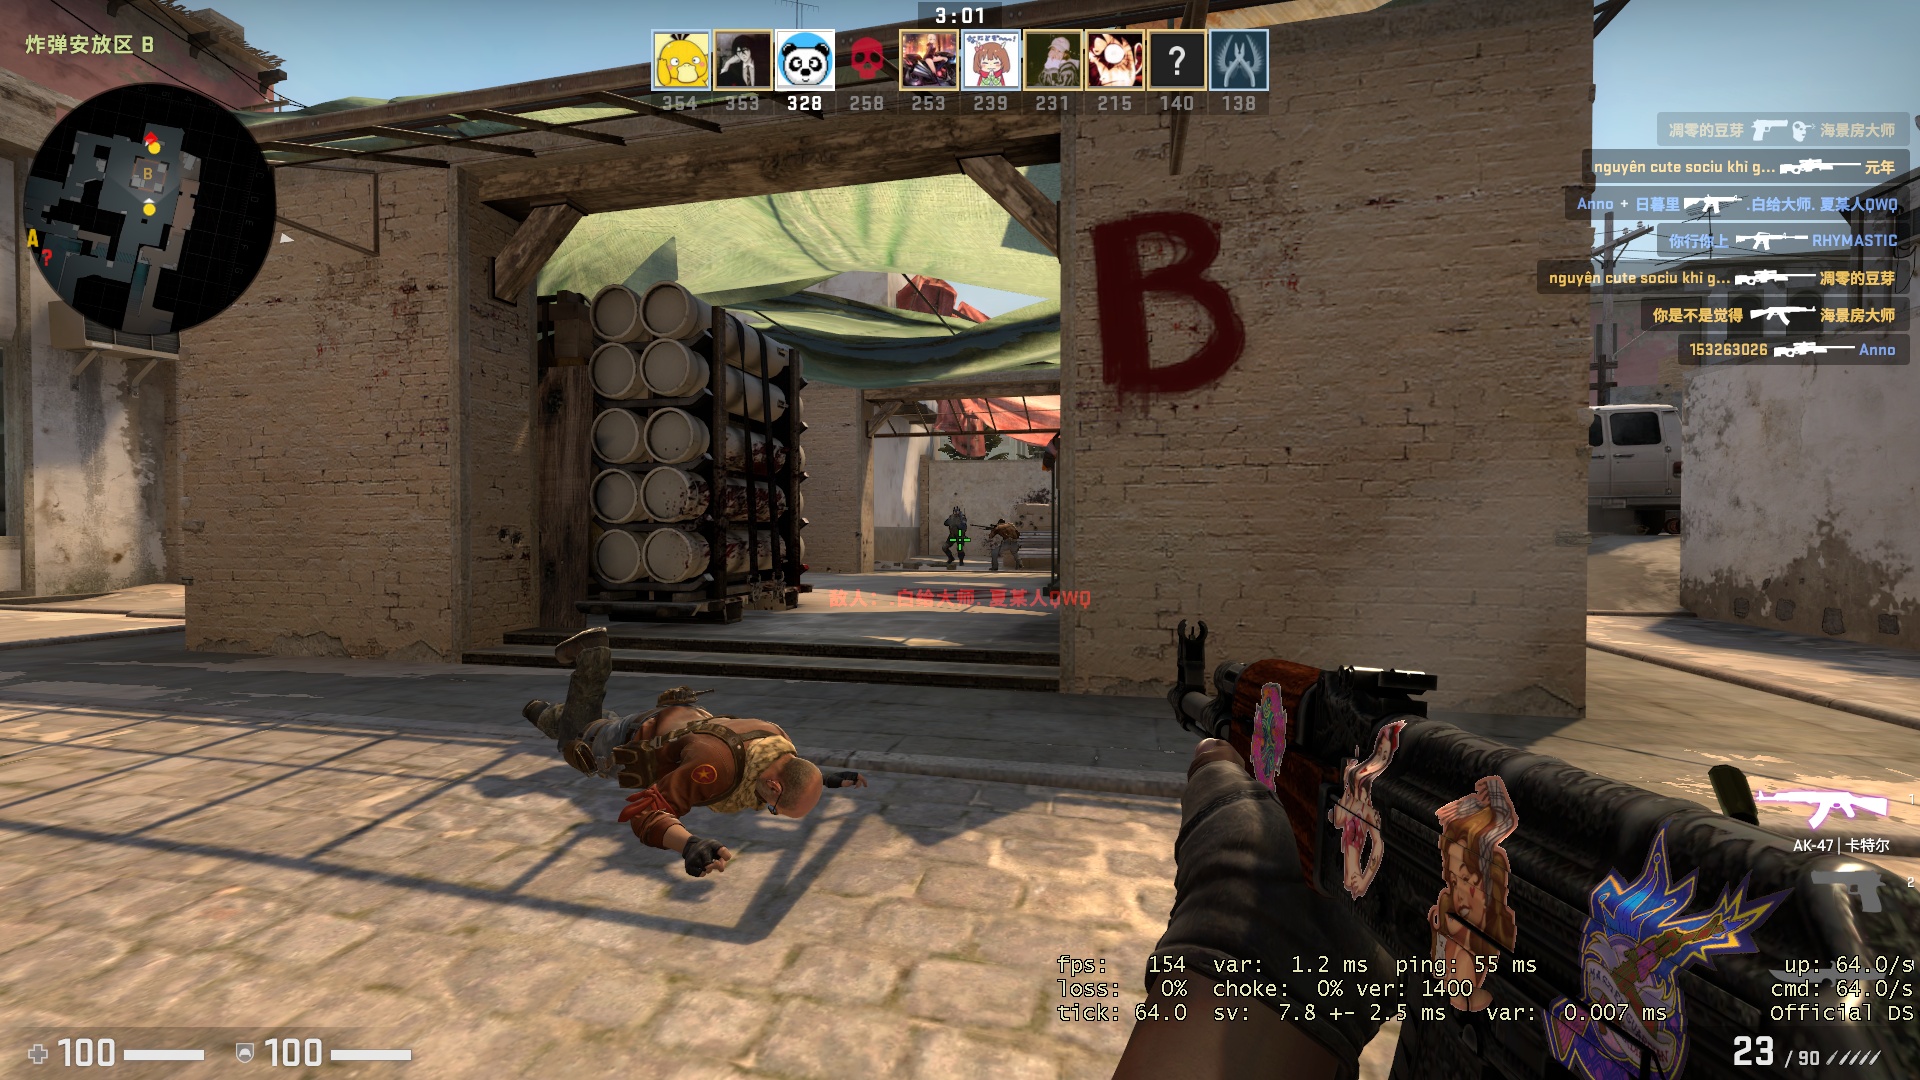 3:01
炸弹安放区 B
354 353 328 258 253 239 231 215 140 138
?
B
A
?
凋零的豆芽 海景房大师
nguyên cute sociu khi g... 元年
Anno + 日暮里 .白给大师. 夏某人QWQ
你行你上 RHYMASTIC
nguyên cute sociu khi g... 凋零的豆芽
你是不是觉得 海景房大师
153263026 Anno
B
敌人: .白给大师. 夏某人QWQ
1
AK-47 | 卡特尔
2
fps: 154 var: 1.2 ms ping: 55 ms up: 64.0/s
loss: 0% choke: 0% ver: 1400 cmd: 64.0/s
tick: 64.0 sv: 7.8 +- 2.5 ms var: 0.007 ms Official DS
100 100
23 / 90